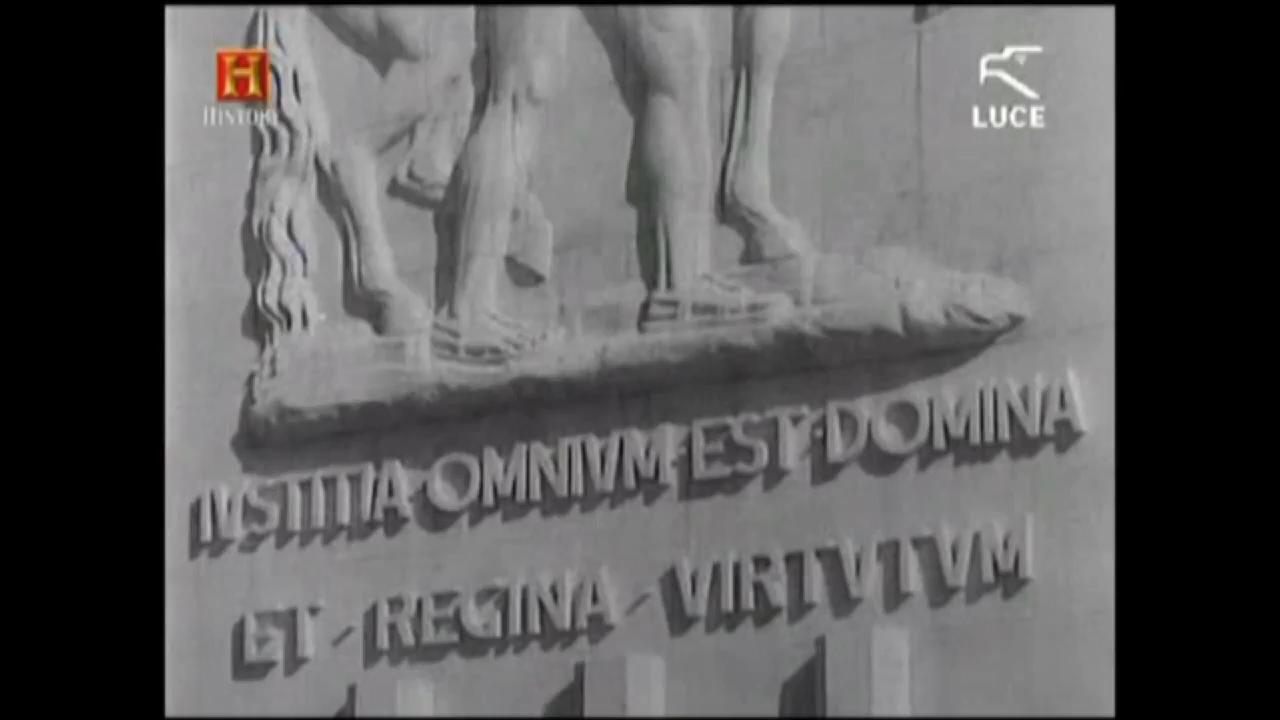 H
HISTORY
LUCE
IVSTITIA·OMNIVM·EST·DOMINA
ET - REGINA - VIRTVTVM